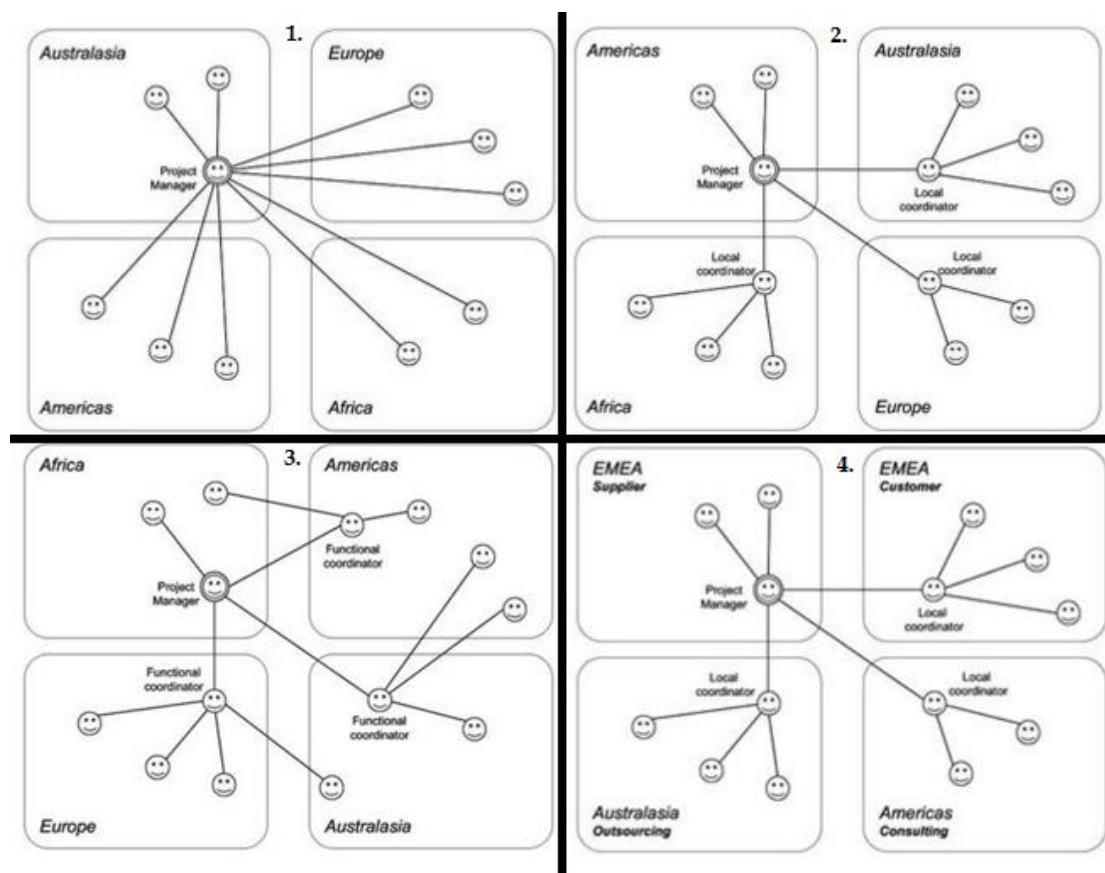 1.
Australasia
Europe
Project
Manager
Americas
Africa
2.
Americas
Australasia
Project
Manager
Local
coordinator
Local
coordinator
Local
coordinator
Africa
Europe
3.
Africa
Americas
Functional
coordinator
Project
Manager
Functional
coordinator
Functional
coordinator
Europe
Australasia
4.
EMEA
Supplier
EMEA
Customer
Project
Manager
Local
coordinator
Local
coordinator
Local
coordinator
Australasia
Outsourcing
Americas
Consulting